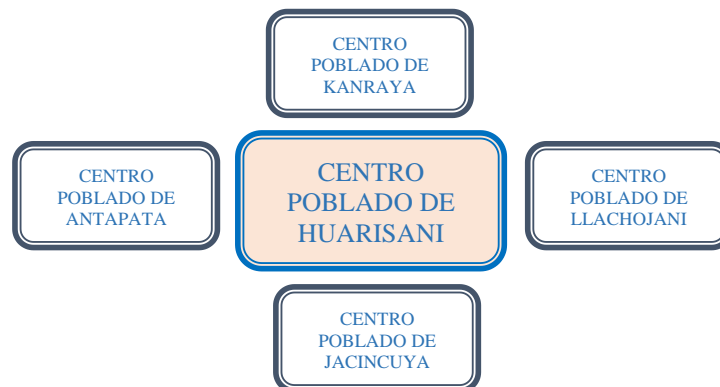 CENTRO
POBLADO DE
KANRAYA
CENTRO
POBLADO DE
ANTAPATA
CENTRO
POBLADO DE
HUARISANI
CENTRO
POBLADO DE
LLACHOJANI
CENTRO
POBLADO DE
JACINCUYA